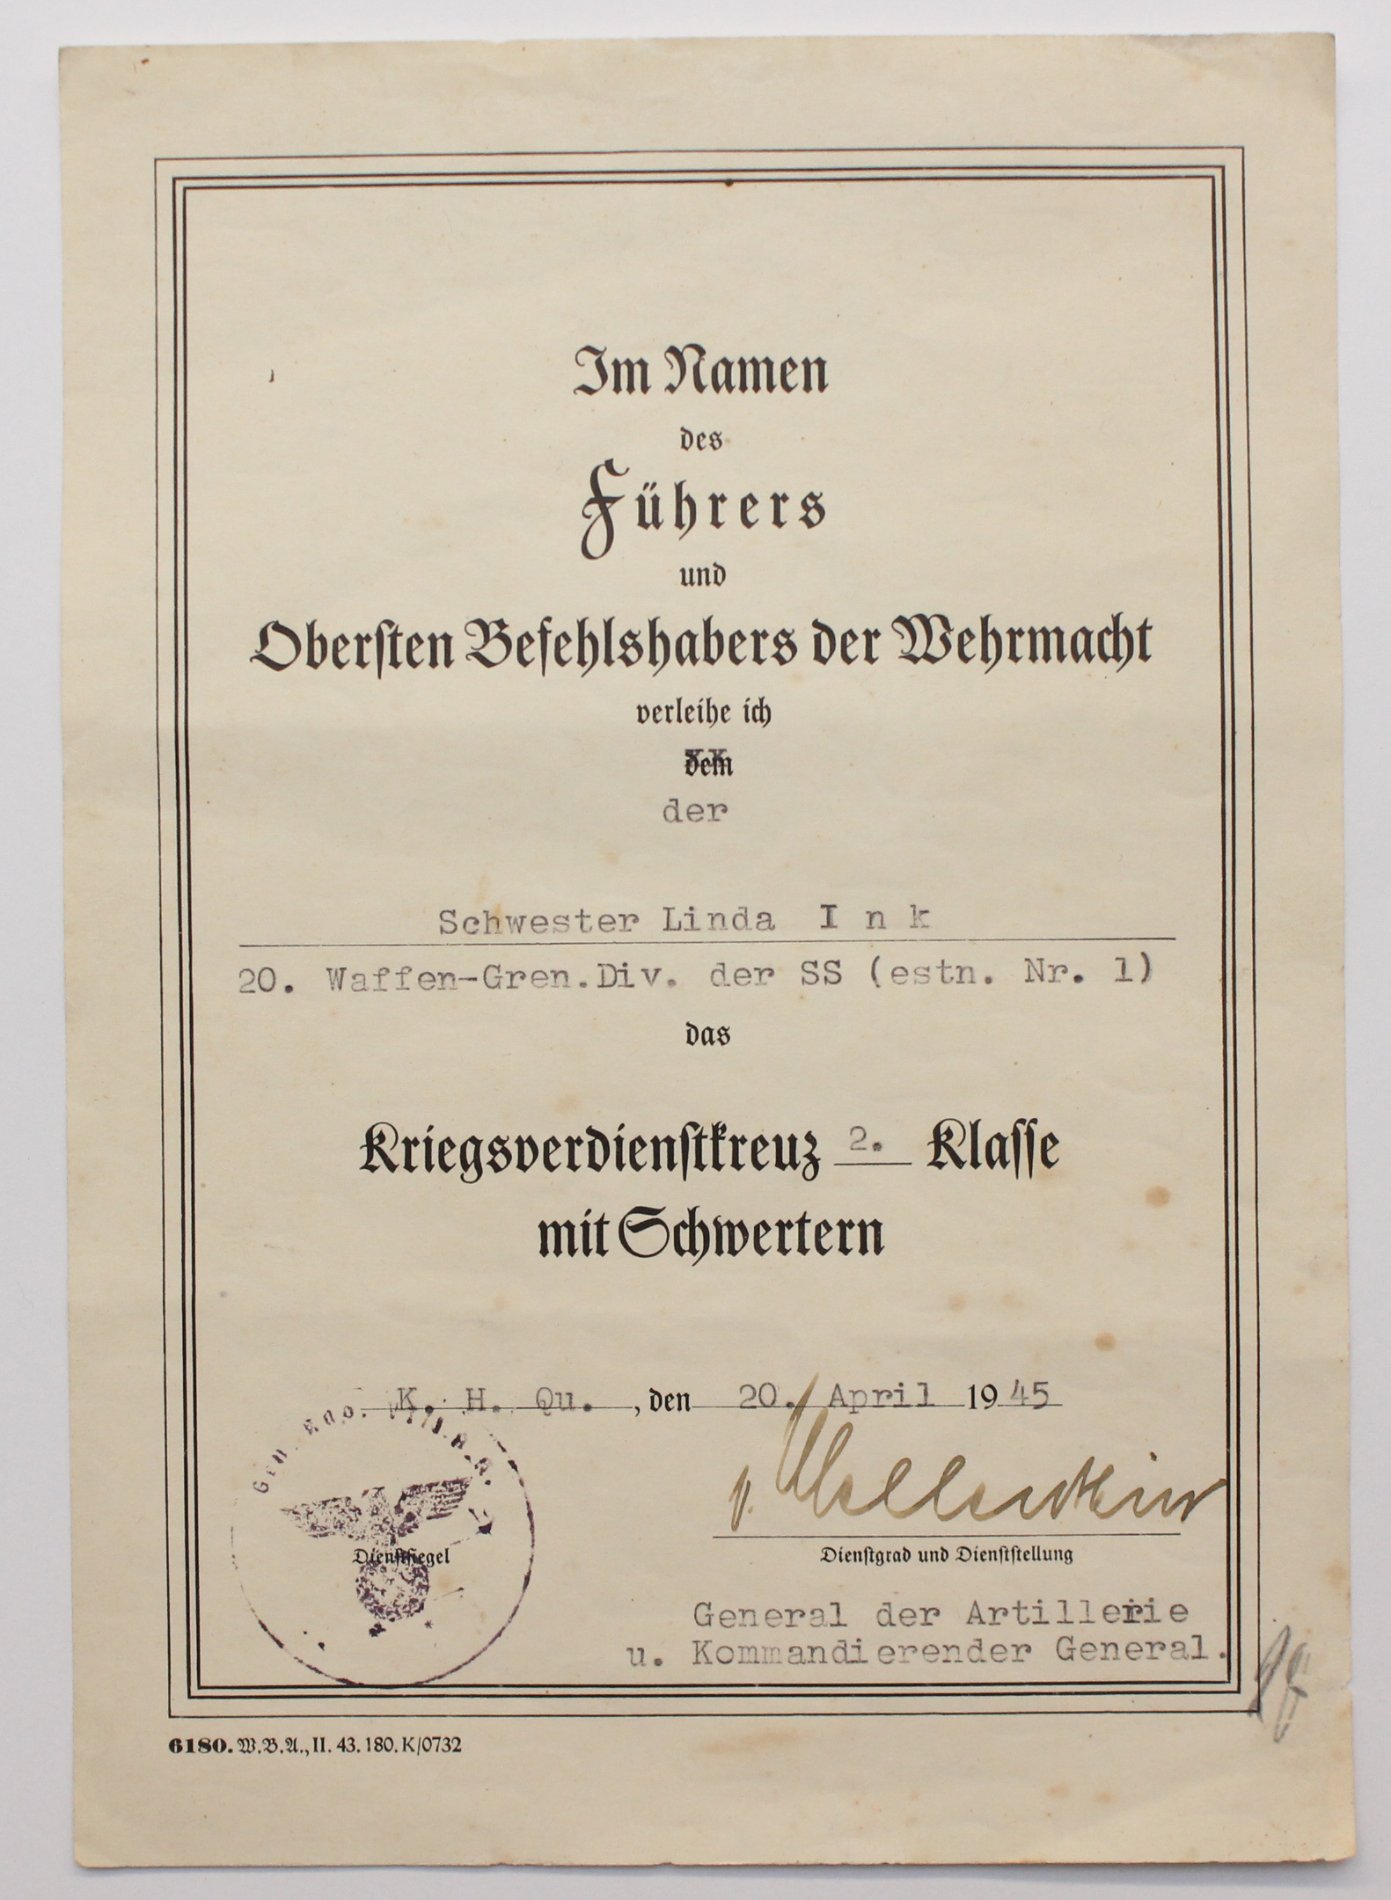 Im Namen
des
Führers
und
Obersten Befehlshabers der Wehrmacht
verleihe ich
dem
der
Schwester Linda I n k
20. Waffen-Gren.Div. der SS (estn. Nr. 1)
das
Kriegsverdienstkreuz 2. Klasse
mit Schwertern
K. H. Qu. , den 20. April 1945
Dienstsiegel
Dienstgrad und Dienststellung
General der Artillerie
u. Kommandierender General.
6180. W.B.A., II. 43. 180. K/0732